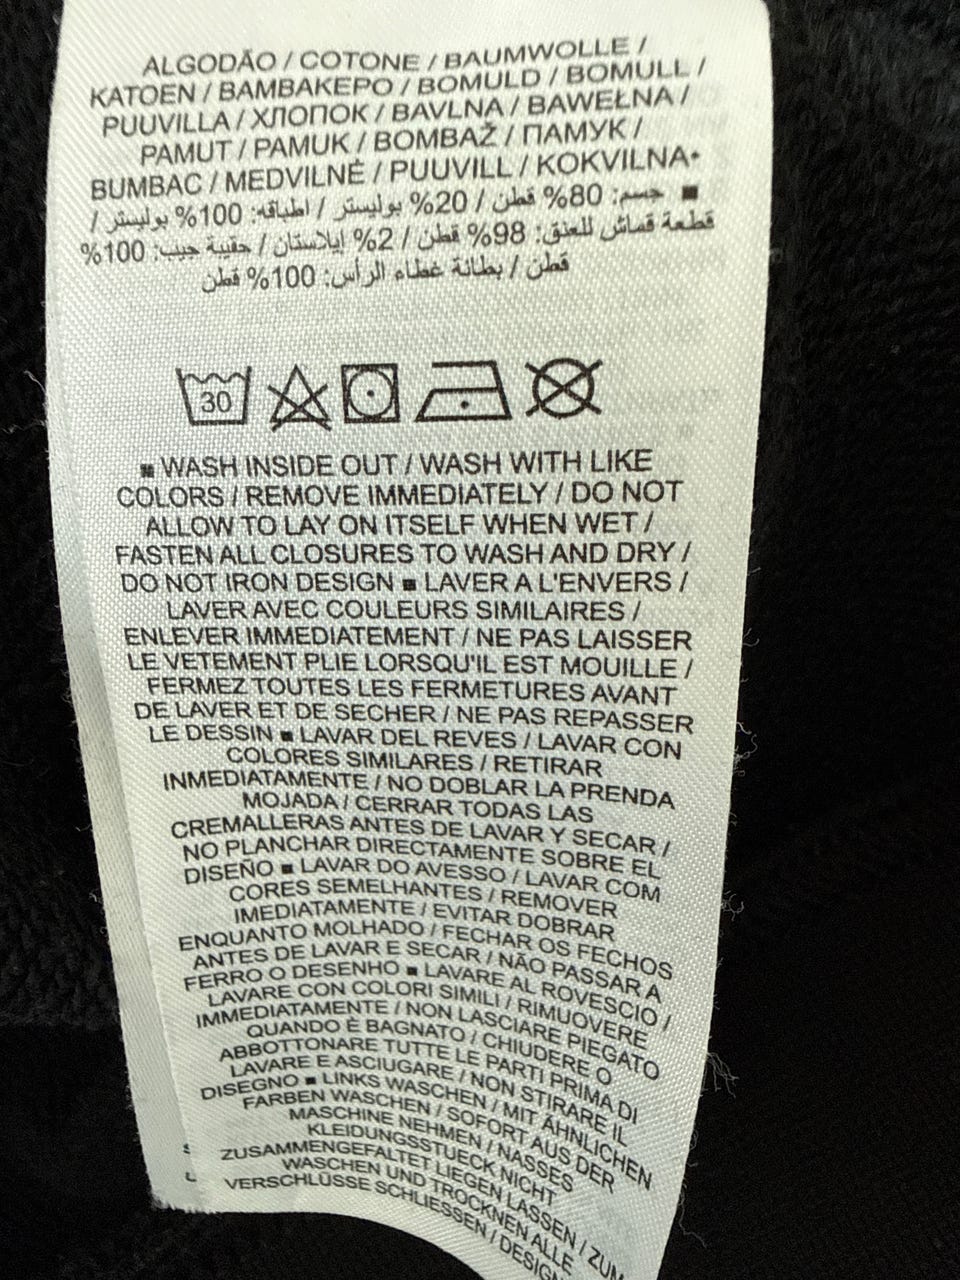 ALGODÃO / COTONE / BAUMWOLLE /
KATOEN / ΒΑΜΒΑΚΕΡΟ / BOMULD / BOMULL /
PUUVILLA / ХЛОПОК / BAVLNA / BAWEŁNA /
PAMUT / PAMUK / BOMBAŽ / ПАМУК /
BUMBAC / MEDVILNĖ / PUUVILL / KOKVILNA•
■ جسم: 80% قطن / 20% بوليستر / اطباقه: 100% بوليستر /
قطعة قماش للعنق: 98% قطن / 2% إيلاستان / حقيبة جيب: 100%
قطن / بطانة غطاء الرأس: 100% قطن
30
■ WASH INSIDE OUT / WASH WITH LIKE
COLORS / REMOVE IMMEDIATELY / DO NOT
ALLOW TO LAY ON ITSELF WHEN WET /
FASTEN ALL CLOSURES TO WASH AND DRY /
DO NOT IRON DESIGN ■ LAVER A L'ENVERS /
LAVER AVEC COULEURS SIMILAIRES /
ENLEVER IMMEDIATEMENT / NE PAS LAISSER
LE VETEMENT PLIE LORSQU'IL EST MOUILLE /
FERMEZ TOUTES LES FERMETURES AVANT
DE LAVER ET DE SECHER / NE PAS REPASSER
LE DESSIN ■ LAVAR DEL REVES / LAVAR CON
COLORES SIMILARES / RETIRAR
INMEDIATAMENTE / NO DOBLAR LA PRENDA
MOJADA / CERRAR TODAS LAS
CREMALLERAS ANTES DE LAVAR Y SECAR /
NO PLANCHAR DIRECTAMENTE SOBRE EL
DISEÑO ■ LAVAR DO AVESSO / LAVAR COM
CORES SEMELHANTES / REMOVER
IMEDIATAMENTE / EVITAR DOBRAR
ENQUANTO MOLHADO / FECHAR OS FECHOS
ANTES DE LAVAR E SECAR / NÃO PASSAR A
FERRO O DESENHO ■ LAVARE AL ROVESCIO /
LAVARE CON COLORI SIMILI / RIMUOVERE
IMMEDIATAMENTE / NON LASCIARE PIEGATO
QUANDO È BAGNATO / CHIUDERE O
ABBOTTONARE TUTTE LE PARTI PRIMA DI
LAVARE E ASCIUGARE / NON STIRARE IL
DISEGNO ■ LINKS WASCHEN / MIT ÄHNLICHEN
FARBEN WASCHEN / SOFORT AUS DER
MASCHINE NEHMEN / NASSES
KLEIDUNGSSTUECK NICHT
ZUSAMMENGEFALTET LIEGEN LASSEN / ZUM
WASCHEN UND TROCKNEN ALLE
VERSCHLÜSSE SCHLIESSEN / DESIGN